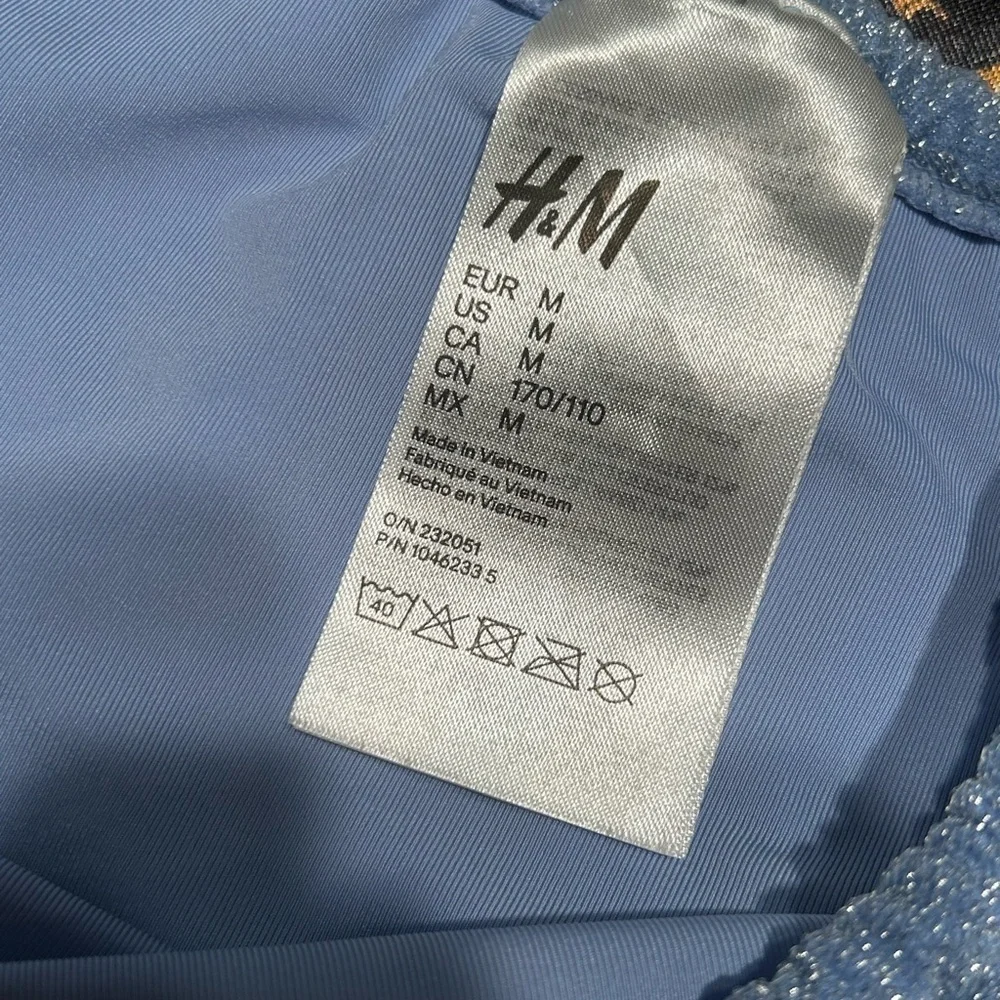 H&M
EUR M
US M
CA M
CN 170/110
MX M
Made in Vietnam
Fabriqué au Vietnam
Hecho en Vietnam
O/N 232051
P/N 1046233 5
40